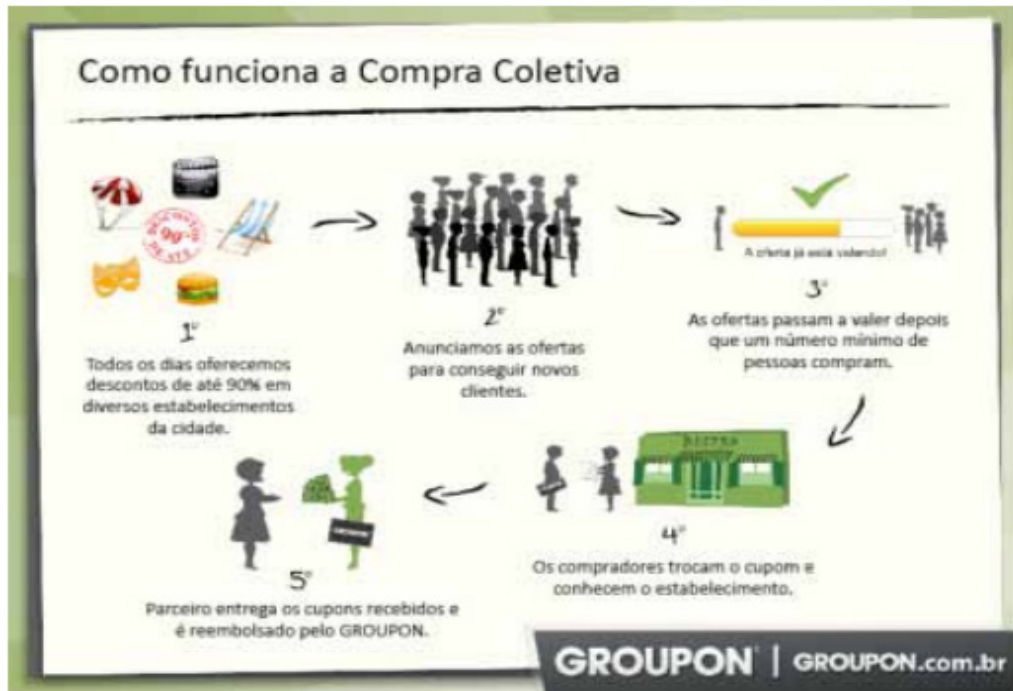 Como funciona a Compra Coletiva
1º
Todos os dias oferecemos
descontos de até 90% em
diversos estabelecimentos
da cidade.
2º
Anunciamos as ofertas
para conseguir novos
clientes.
A oferta já está valendo!
3º
As ofertas passam a valer depois
que um número mínimo de
pessoas compram.
4º
Os compradores trocam o cupom e
conhecem o estabelecimento.
5º
Parceiro entrega os cupons recebidos e
é reembolsado pelo GROUPON.
GROUPON | GROUPON.com.br